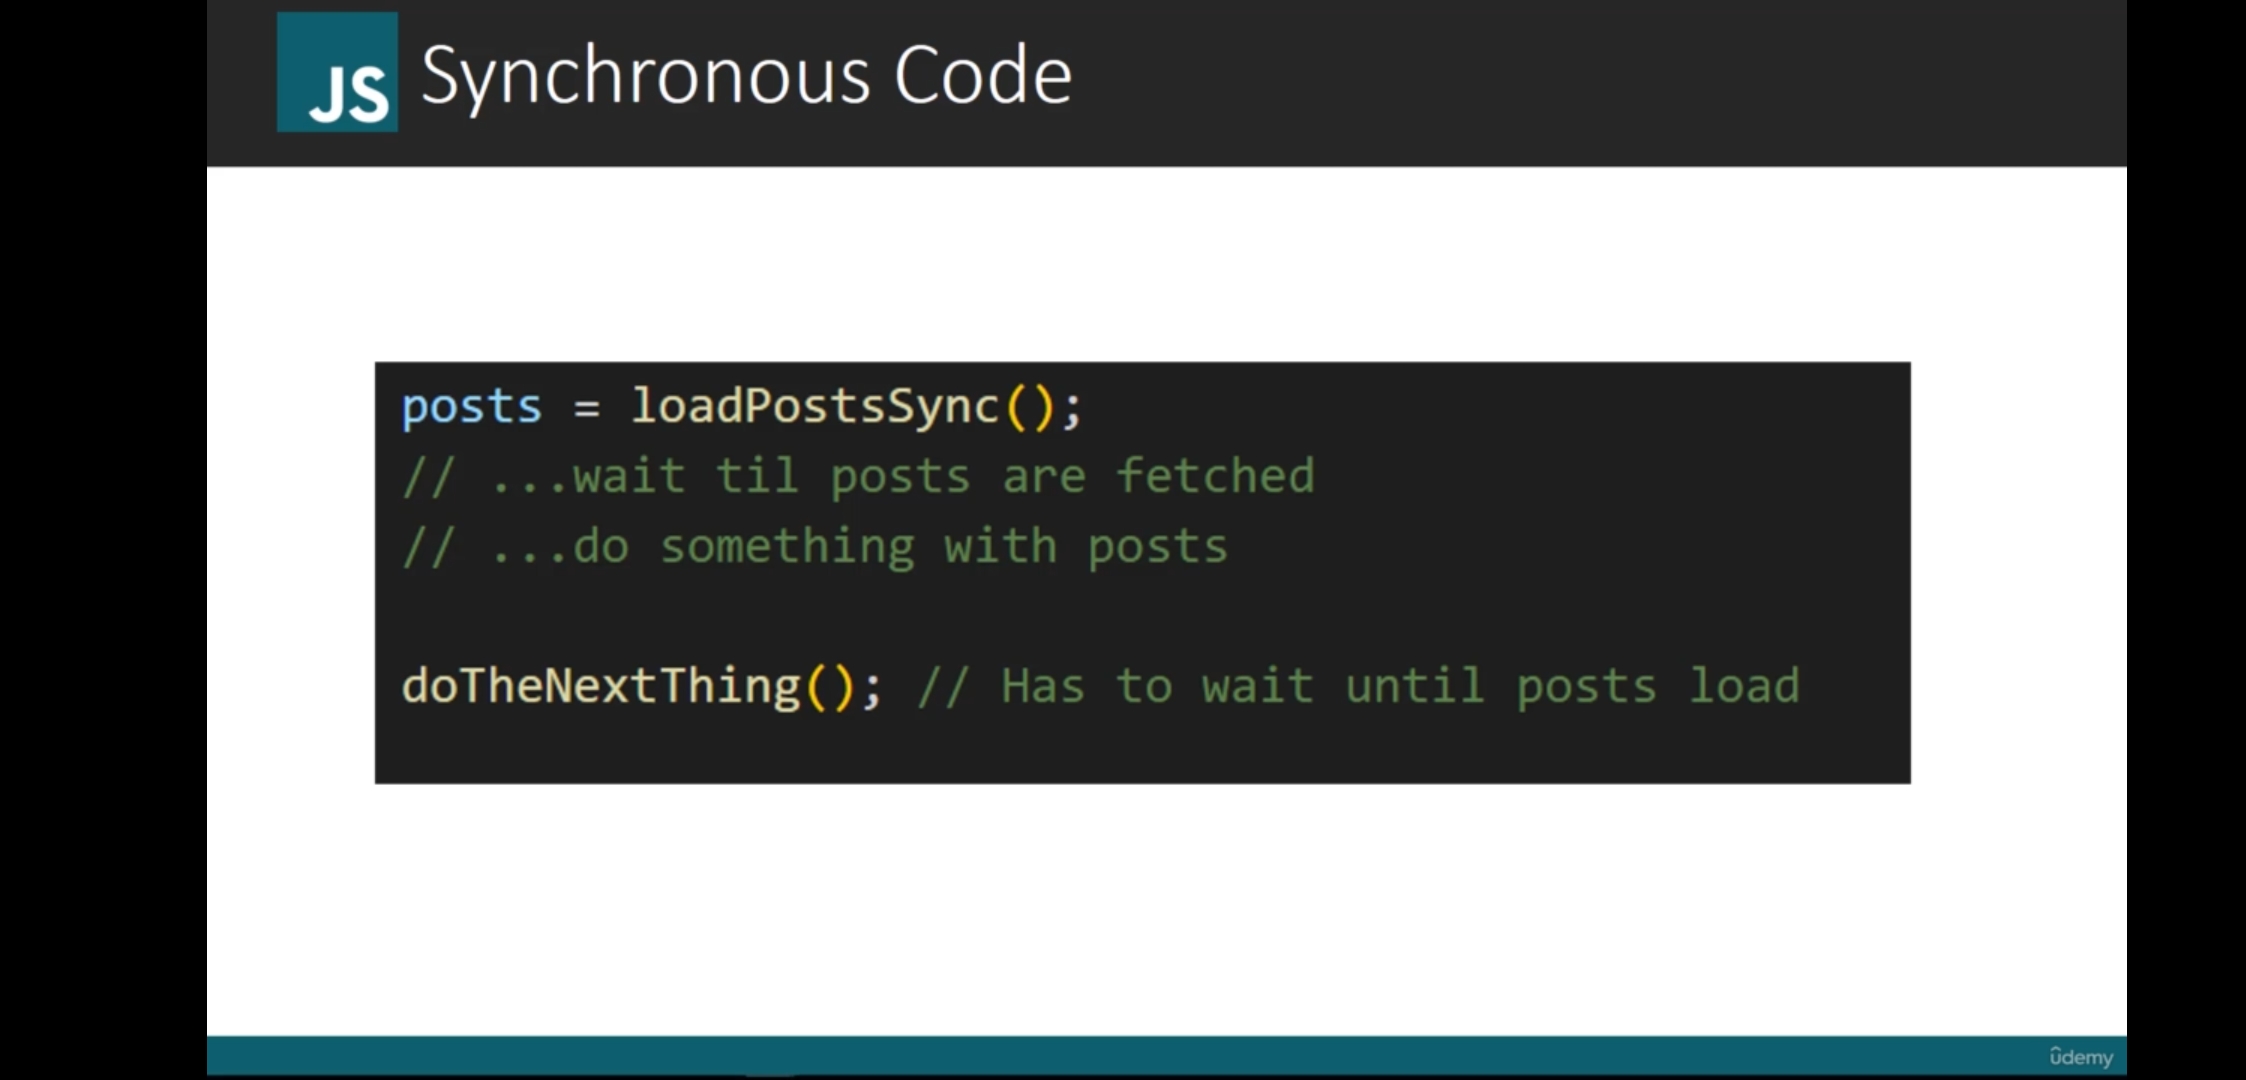 JS Synchronous Code
posts = loadPostsSync();
// ...wait til posts are fetched
// ...do something with posts
doTheNextThing(); // Has to wait until posts load
ûdemy